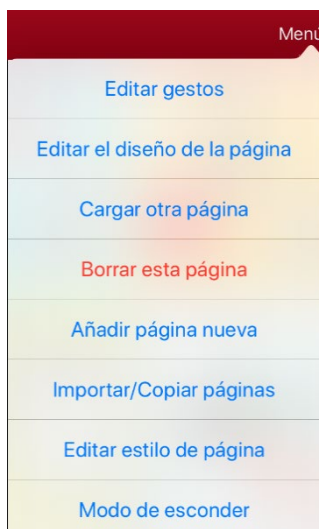 Menú
Editar gestos
Editar el diseño de la página
Cargar otra página
Borrar esta página
Añadir página nueva
Importar/Copiar páginas
Editar estilo de página
Modo de esconder